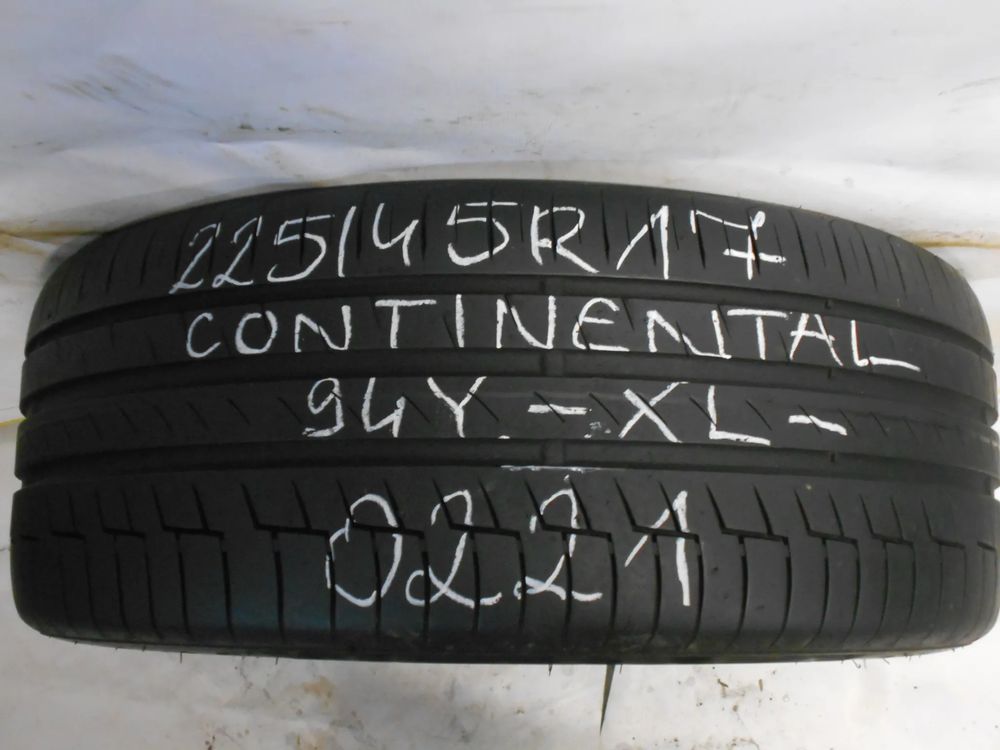 225/45R17
CONTINENTAL
94Y - XL -
0221